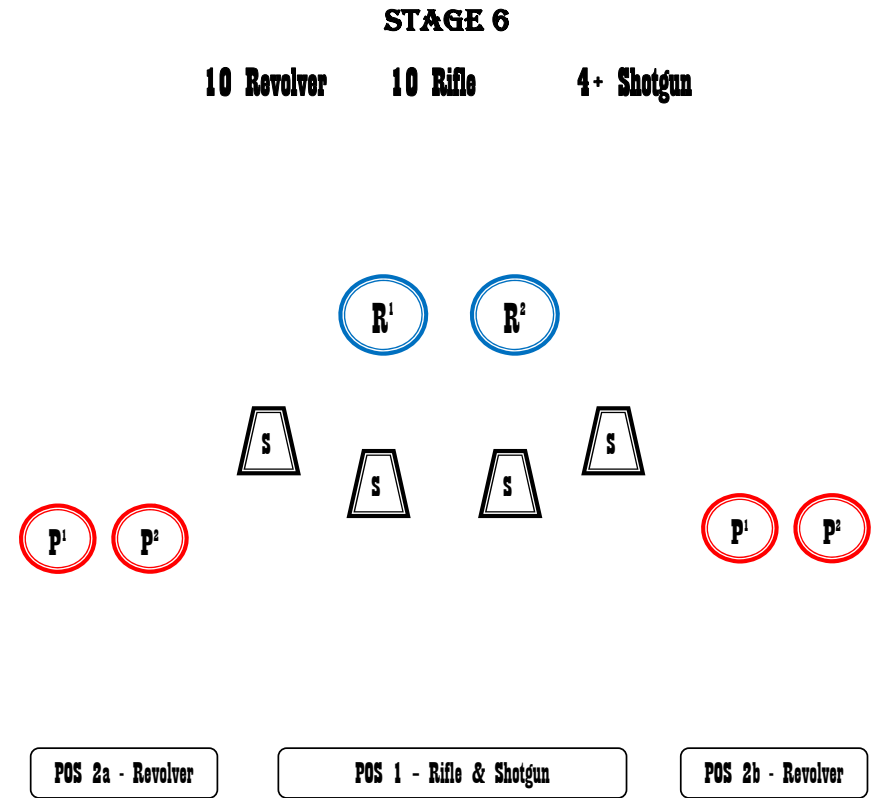 STAGE 6
10 Revolver 10 Rifle 4+ Shotgun
R¹ R²
S S
S S
P¹ P² P¹ P²
POS 2a - Revolver POS 1 – Rifle & Shotgun POS 2b - Revolver